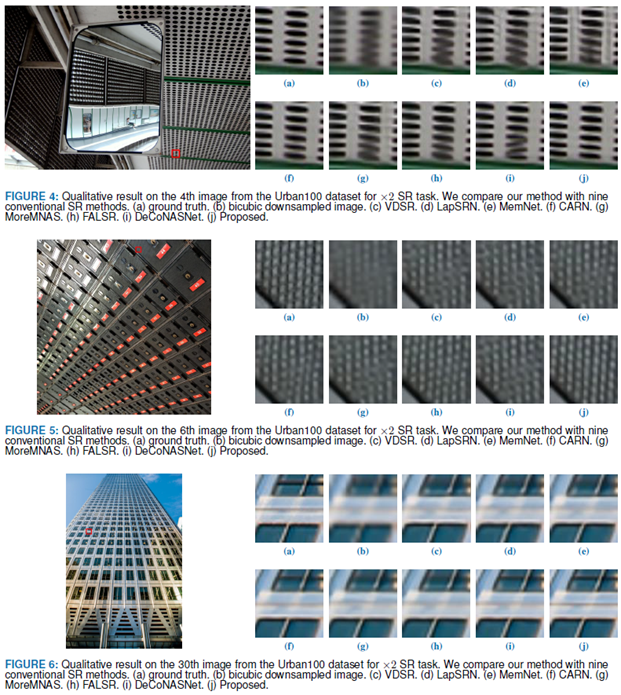 (a) (b) (c) (d) (e)
(f) (g) (h) (i) (j)
FIGURE 4: Qualitative result on the 4th image from the Urban100 dataset for ×2 SR task. We compare our method with nine
conventional SR methods. (a) ground truth. (b) bicubic downsampled image. (c) VDSR. (d) LapSRN. (e) MemNet. (f) CARN. (g)
MoreMNAS. (h) FALSR. (i) DeCoNASNet. (j) Proposed.
(a) (b) (c) (d) (e)
(f) (g) (h) (i) (j)
FIGURE 5: Qualitative result on the 6th image from the Urban100 dataset for ×2 SR task. We compare our method with nine
conventional SR methods. (a) ground truth. (b) bicubic downsampled image. (c) VDSR. (d) LapSRN. (e) MemNet. (f) CARN. (g)
MoreMNAS. (h) FALSR. (i) DeCoNASNet. (j) Proposed.
(a) (b) (c) (d) (e)
(f) (g) (h) (i) (j)
FIGURE 6: Qualitative result on the 30th image from the Urban100 dataset for ×2 SR task. We compare our method with nine
conventional SR methods. (a) ground truth. (b) bicubic downsampled image. (c) VDSR. (d) LapSRN. (e) MemNet. (f) CARN. (g)
MoreMNAS. (h) FALSR. (i) DeCoNASNet. (j) Proposed.